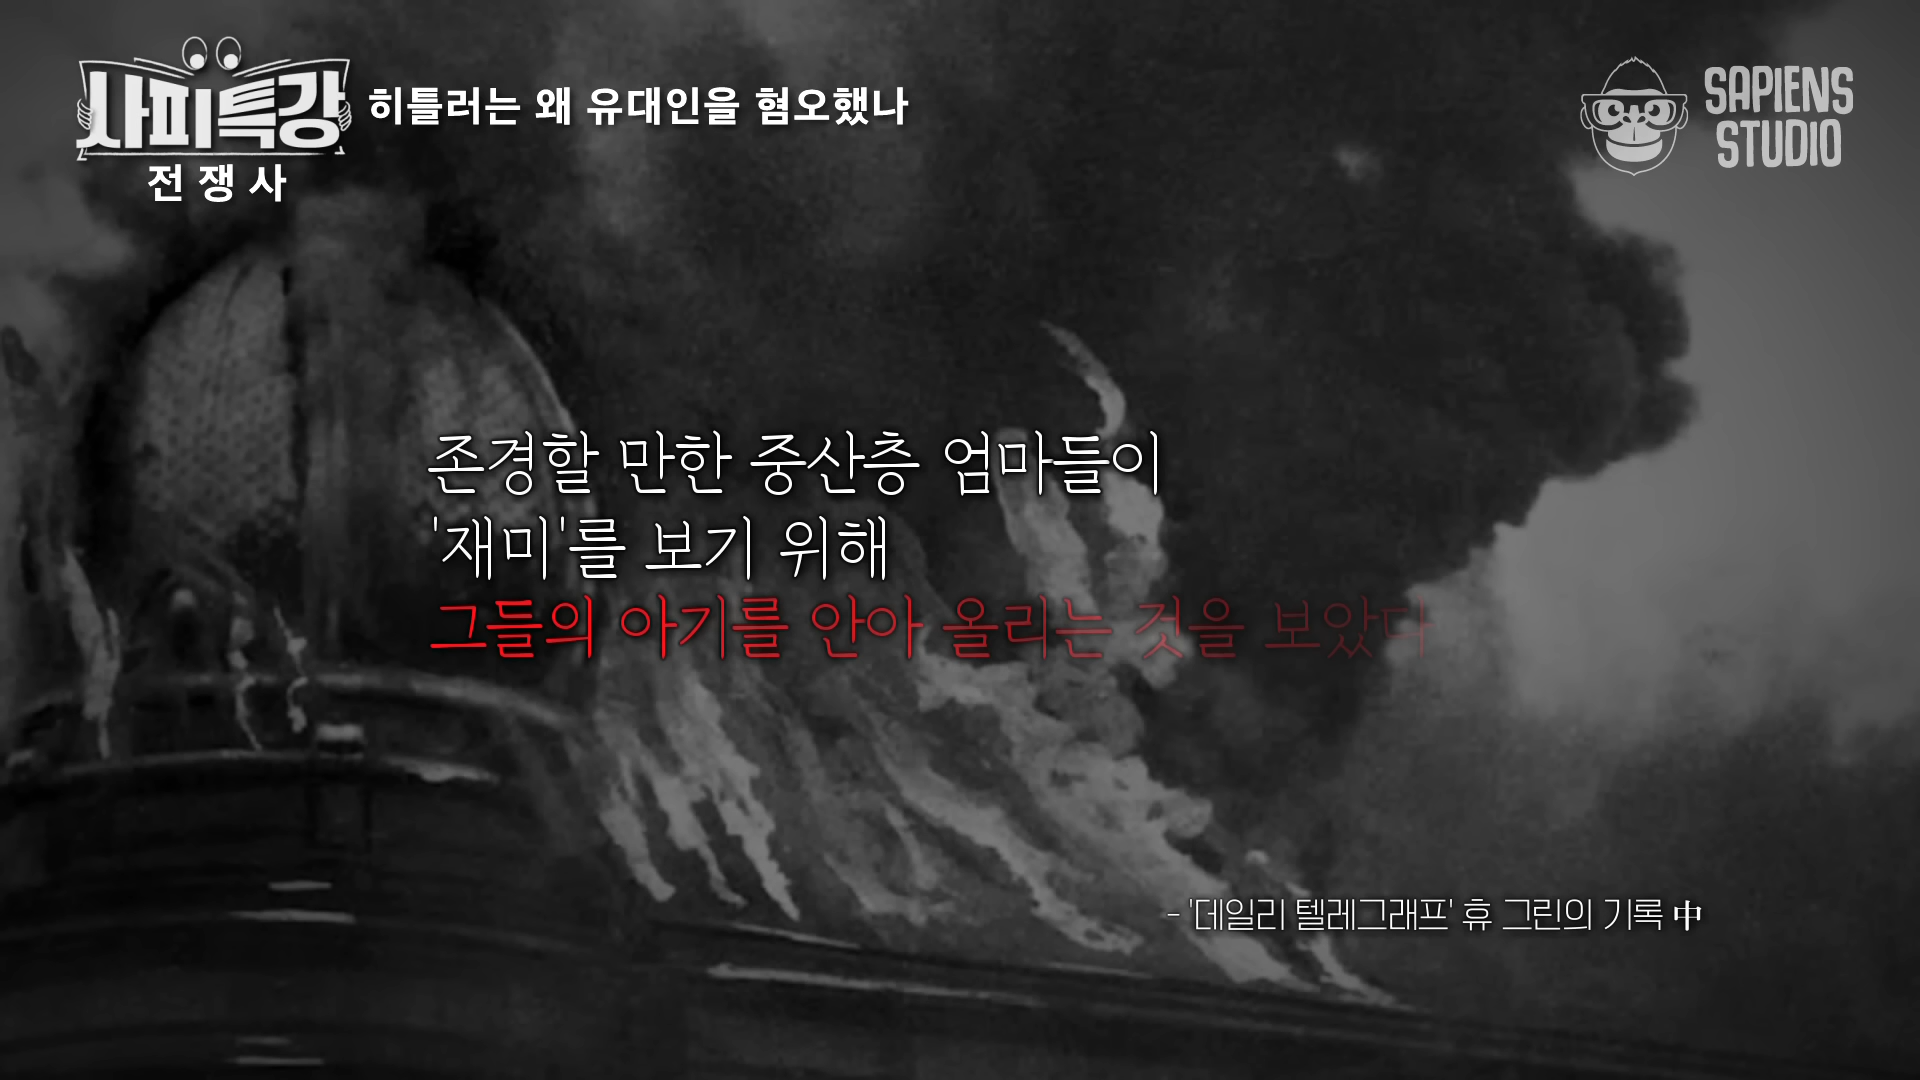 사피특강
전쟁사
히틀러는 왜 유대인을 혐오했나
SAPIENS
STUDIO
존경할 만한 중산층 엄마들이
'재미'를 보기 위해
그들의 아기를 안아 올리는 것을 보았다
- '데일리 텔레그래프' 휴 그린의 기록 中